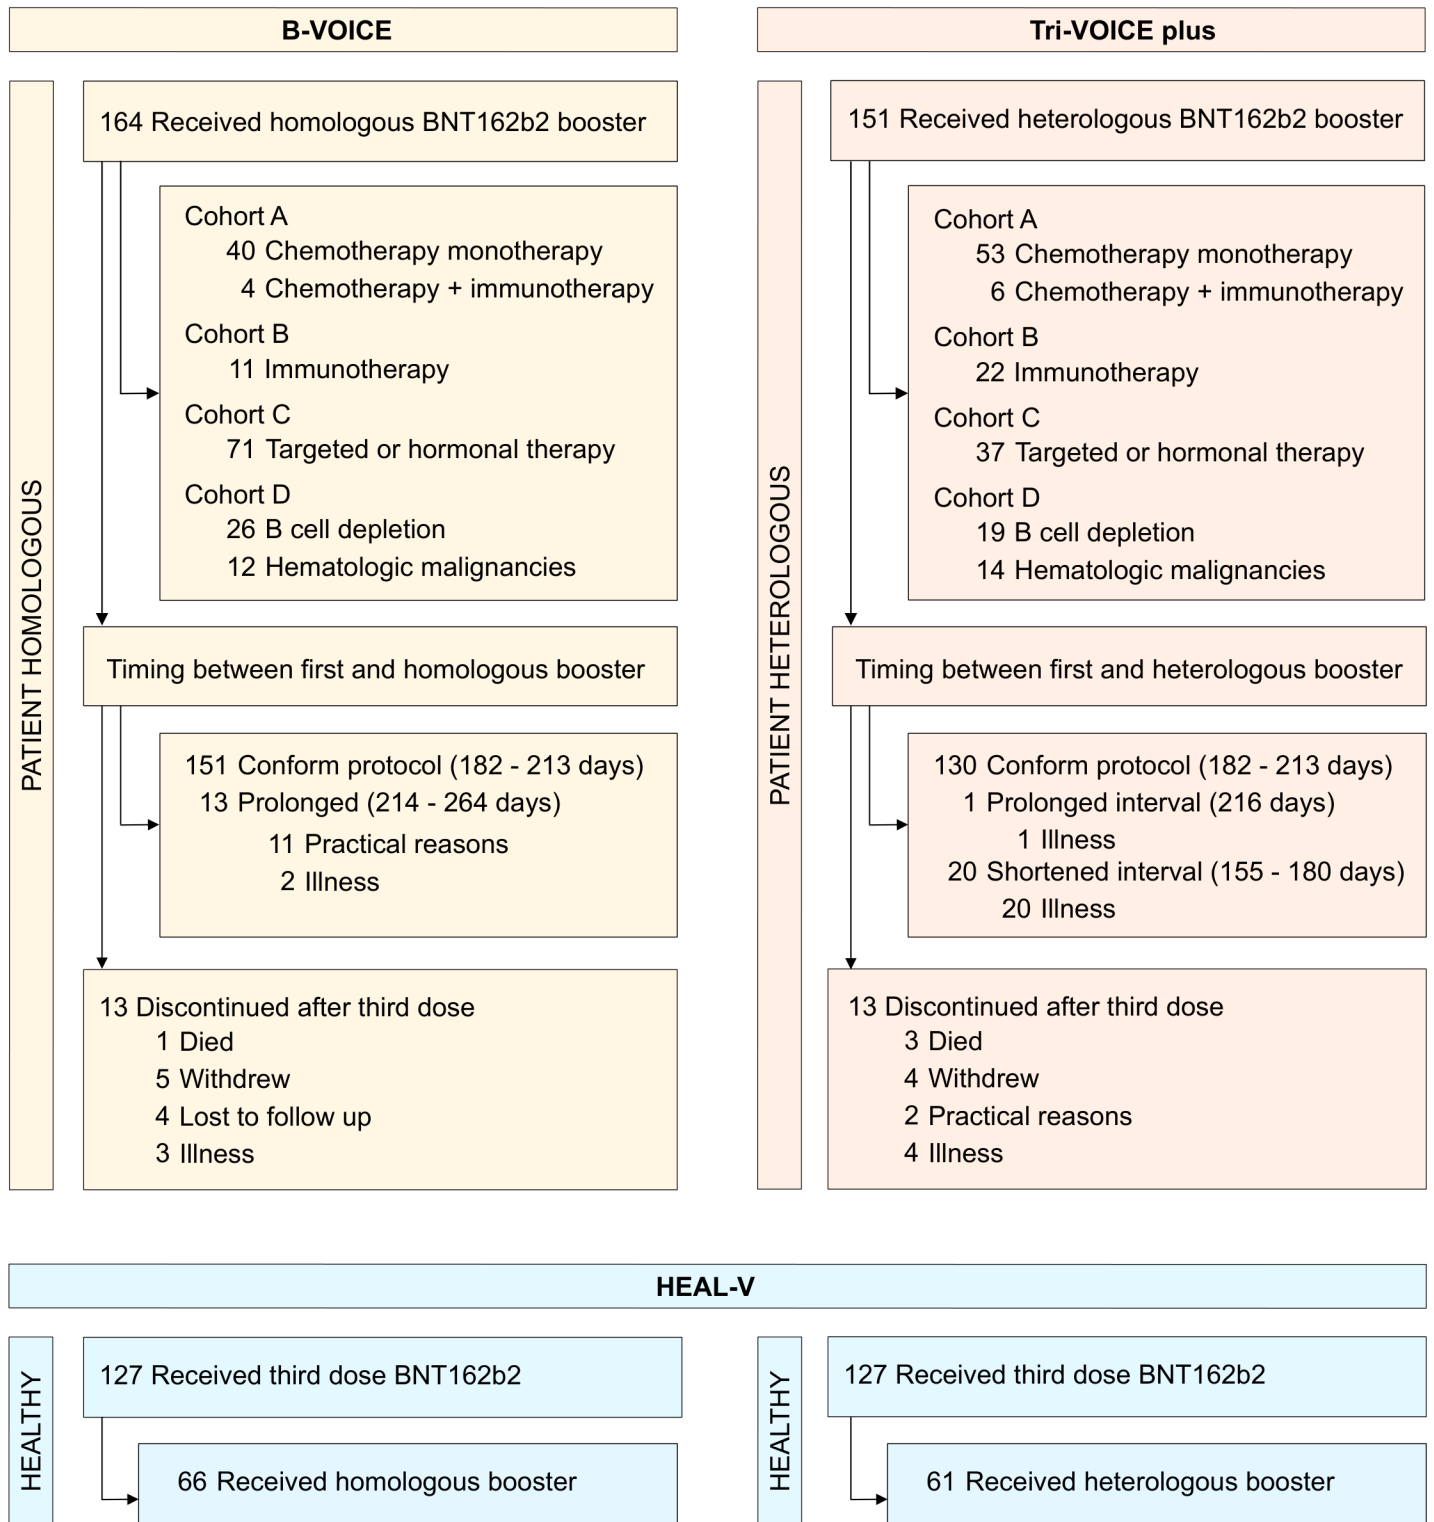 B-VOICE
PATIENT HOMOLOGOUS
164 Received homologous BNT162b2 booster
Cohort A
40 Chemotherapy monotherapy
4 Chemotherapy + immunotherapy
Cohort B
11 Immunotherapy
Cohort C
71 Targeted or hormonal therapy
Cohort D
26 B cell depletion
12 Hematologic malignancies
Timing between first and homologous booster
151 Conform protocol (182 - 213 days)
13 Prolonged (214 - 264 days)
11 Practical reasons
2 Illness
13 Discontinued after third dose
1 Died
5 Withdrew
4 Lost to follow up
3 Illness
Tri-VOICE plus
PATIENT HETEROLOGOUS
151 Received heterologous BNT162b2 booster
Cohort A
53 Chemotherapy monotherapy
6 Chemotherapy + immunotherapy
Cohort B
22 Immunotherapy
Cohort C
37 Targeted or hormonal therapy
Cohort D
19 B cell depletion
14 Hematologic malignancies
Timing between first and heterologous booster
130 Conform protocol (182 - 213 days)
1 Prolonged interval (216 days)
1 Illness
20 Shortened interval (155 - 180 days)
20 Illness
13 Discontinued after third dose
3 Died
4 Withdrew
2 Practical reasons
4 Illness
HEAL-V
HEALTHY
127 Received third dose BNT162b2
66 Received homologous booster
HEALTHY
127 Received third dose BNT162b2
61 Received heterologous booster